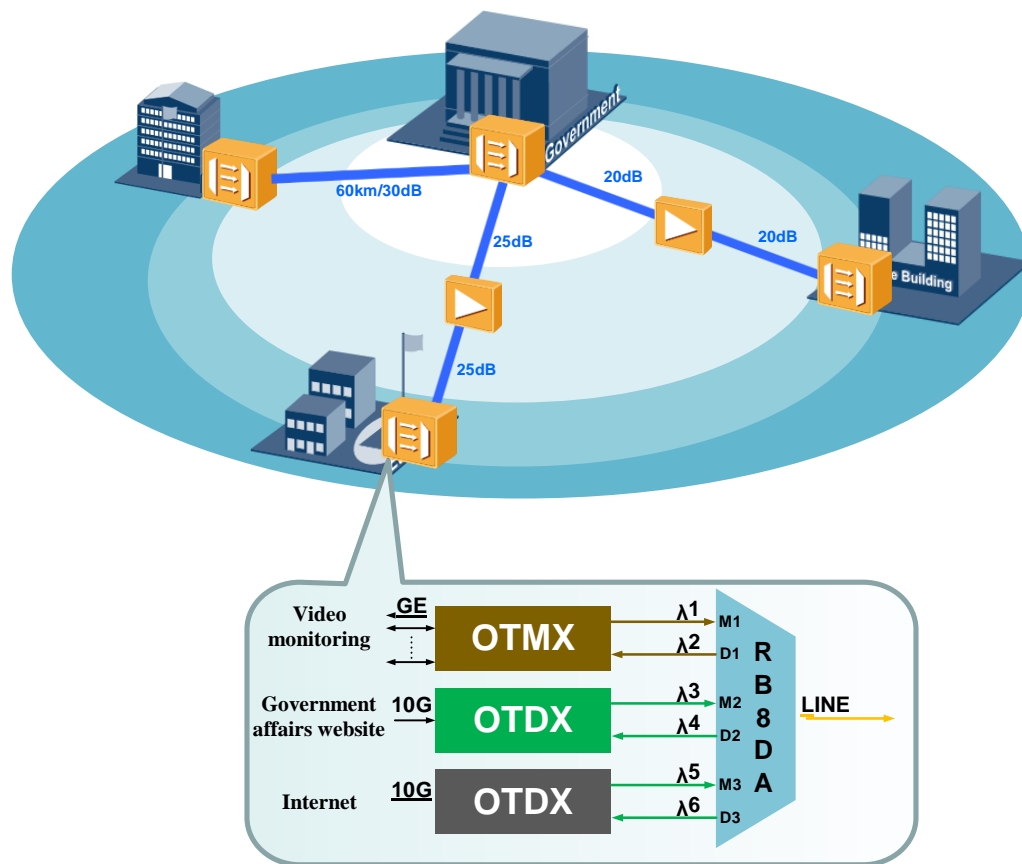 Government
60km/30dB
20dB
25dB
20dB
e Building
25dB
Video
monitoring
GE
OTMX
λ1
λ2
M1
D1
Government
affairs website
10G
OTDX
λ3
λ4
M2
D2
Internet
10G
OTDX
λ5
λ6
M3
D3
R
B
8
D
A
LINE